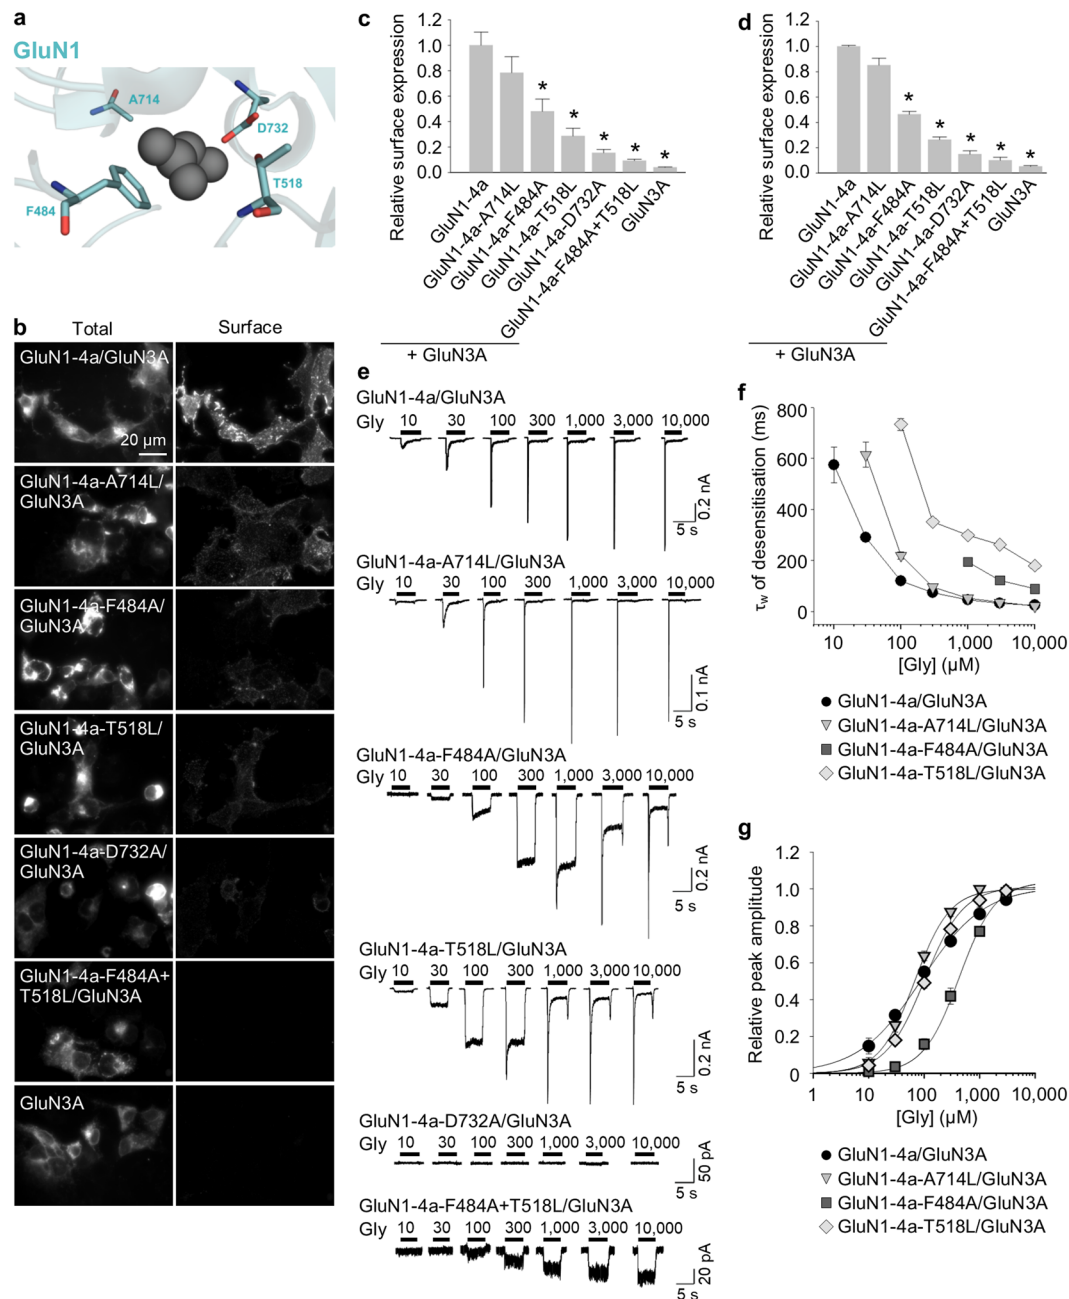 a
GluN1
A714
D732
T518
F484
b
Total
Surface
GluN1-4a/GluN3A
20 µm
GluN1-4a-A714L/
GluN3A
GluN1-4a-F484A/
GluN3A
GluN1-4a-T518L/
GluN3A
GluN1-4a-D732A/
GluN3A
GluN1-4a-F484A+
T518L/GluN3A
GluN3A
c
Relative surface expression
1.2
1.0
0.8
0.6
0.4
0.2
0.0
* * * * *
GluN1-4a
GluN1-4a-A714L
GluN1-4a-F484A
GluN1-4a-T518L
GluN1-4a-D732A
GluN1-4a-F484A+T518L
GluN3A
+ GluN3A
d
Relative surface expression
1.2
1.0
0.8
0.6
0.4
0.2
0.0
* * * * *
GluN1-4a
GluN1-4a-A714L
GluN1-4a-F484A
GluN1-4a-T518L
GluN1-4a-D732A
GluN1-4a-F484A+T518L
GluN3A
+ GluN3A
e
GluN1-4a/GluN3A
Gly 10 30 100 300 1,000 3,000 10,000
0.2 nA
5 s
GluN1-4a-A714L/GluN3A
Gly 10 30 100 300 1,000 3,000 10,000
0.1 nA
5 s
GluN1-4a-F484A/GluN3A
Gly 10 30 100 300 1,000 3,000 10,000
0.2 nA
5 s
GluN1-4a-T518L/GluN3A
Gly 10 30 100 300 1,000 3,000 10,000
0.2 nA
5 s
GluN1-4a-D732A/GluN3A
Gly 10 30 100 300 1,000 3,000 10,000
50 pA
5 s
GluN1-4a-F484A+T518L/GluN3A
Gly 10 30 100 300 1,000 3,000 10,000
20 pA
5 s
f
τw of desensitisation (ms)
800
600
400
200
0
10 100 1,000 10,000
[Gly] (µM)
GluN1-4a/GluN3A
GluN1-4a-A714L/GluN3A
GluN1-4a-F484A/GluN3A
GluN1-4a-T518L/GluN3A
g
Relative peak amplitude
1.2
1.0
0.8
0.6
0.4
0.2
0
1 10 100 1,000 10,000
[Gly] (µM)
GluN1-4a/GluN3A
GluN1-4a-A714L/GluN3A
GluN1-4a-F484A/GluN3A
GluN1-4a-T518L/GluN3A